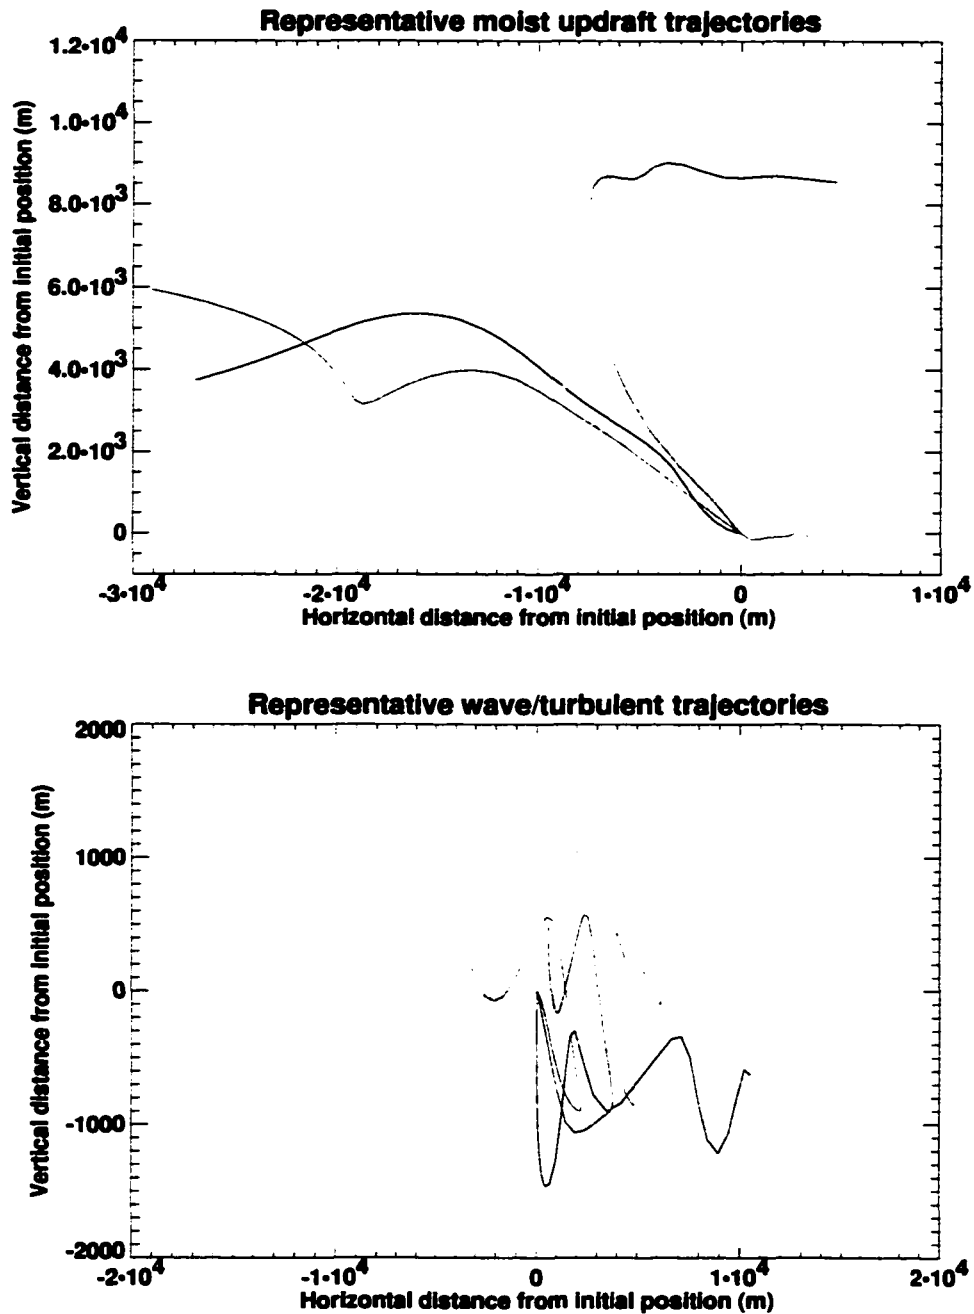 Representative moist updraft trajectories
1.2·10⁴
1.0·10⁴
8.0·10³
6.0·10³
4.0·10³
2.0·10³
0
Vertical distance from initial position (m)
-3·10⁴ -2·10⁴ -1·10⁴ 0 1·10⁴
Horizontal distance from initial position (m)
Representative wave/turbulent trajectories
2000
1000
0
-1000
-2000
Vertical distance from initial position (m)
-2·10⁴ -1·10⁴ 0 1·10⁴ 2·10⁴
Horizontal distance from initial position (m)